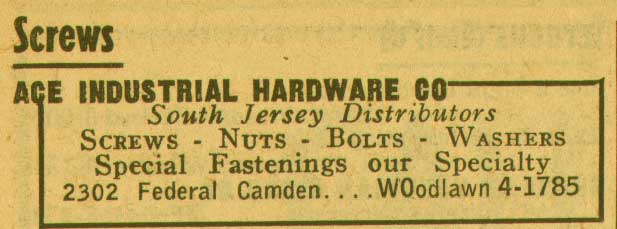 Screws
ACE INDUSTRIAL HARDWARE CO
South Jersey Distributors
SCREWS - NUTS - BOLTS - WASHERS
Special Fastenings our Specialty
2302 Federal Camden....WOodlawn 4-1785